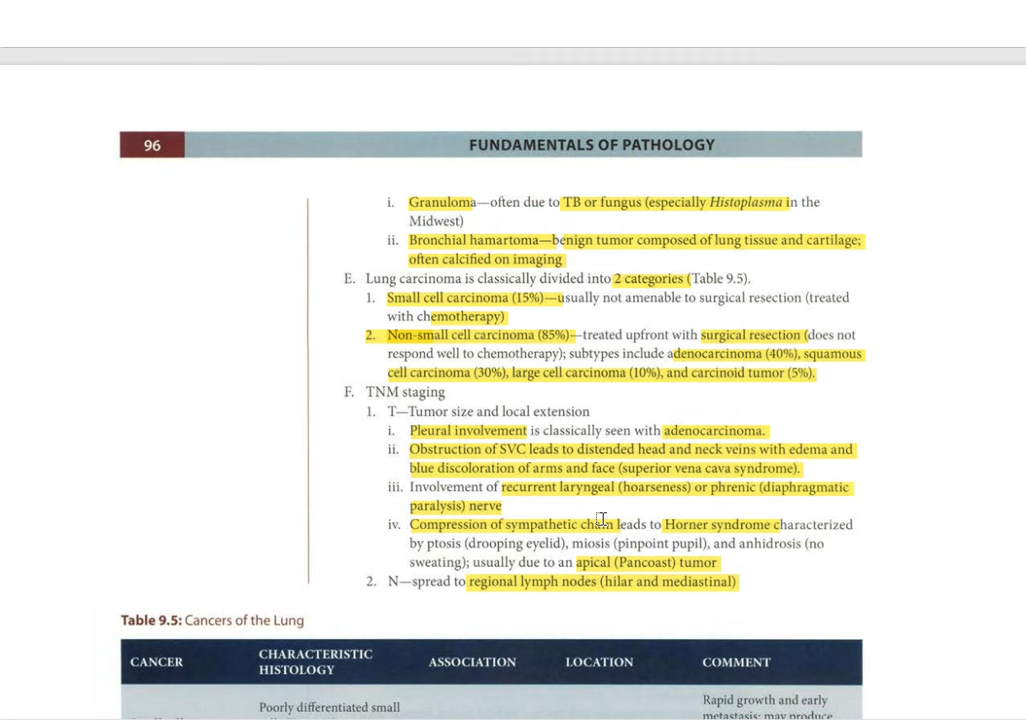 96 FUNDAMENTALS OF PATHOLOGY
i. Granuloma—often due to TB or fungus (especially Histoplasma in the
Midwest)
ii. Bronchial hamartoma—benign tumor composed of lung tissue and cartilage;
often calcified on imaging
E. Lung carcinoma is classically divided into 2 categories (Table 9.5).
1. Small cell carcinoma (15%)—usually not amenable to surgical resection (treated
with chemotherapy)
2. Non-small cell carcinoma (85%)—treated upfront with surgical resection (does not
respond well to chemotherapy); subtypes include adenocarcinoma (40%), squamous
cell carcinoma (30%), large cell carcinoma (10%), and carcinoid tumor (5%).
F. TNM staging
1. T—Tumor size and local extension
i. Pleural involvement is classically seen with adenocarcinoma.
ii. Obstruction of SVC leads to distended head and neck veins with edema and
blue discoloration of arms and face (superior vena cava syndrome).
iii. Involvement of recurrent laryngeal (hoarseness) or phrenic (diaphragmatic
paralysis) nerve
iv. Compression of sympathetic chain leads to Horner syndrome characterized
by ptosis (drooping eyelid), miosis (pinpoint pupil), and anhidrosis (no
sweating); usually due to an apical (Pancoast) tumor
2. N—spread to regional lymph nodes (hilar and mediastinal)
Table 9.5: Cancers of the Lung
CANCER CHARACTERISTIC HISTOLOGY ASSOCIATION LOCATION COMMENT
Poorly differentiated small
Rapid growth and early
metastasis; may produce